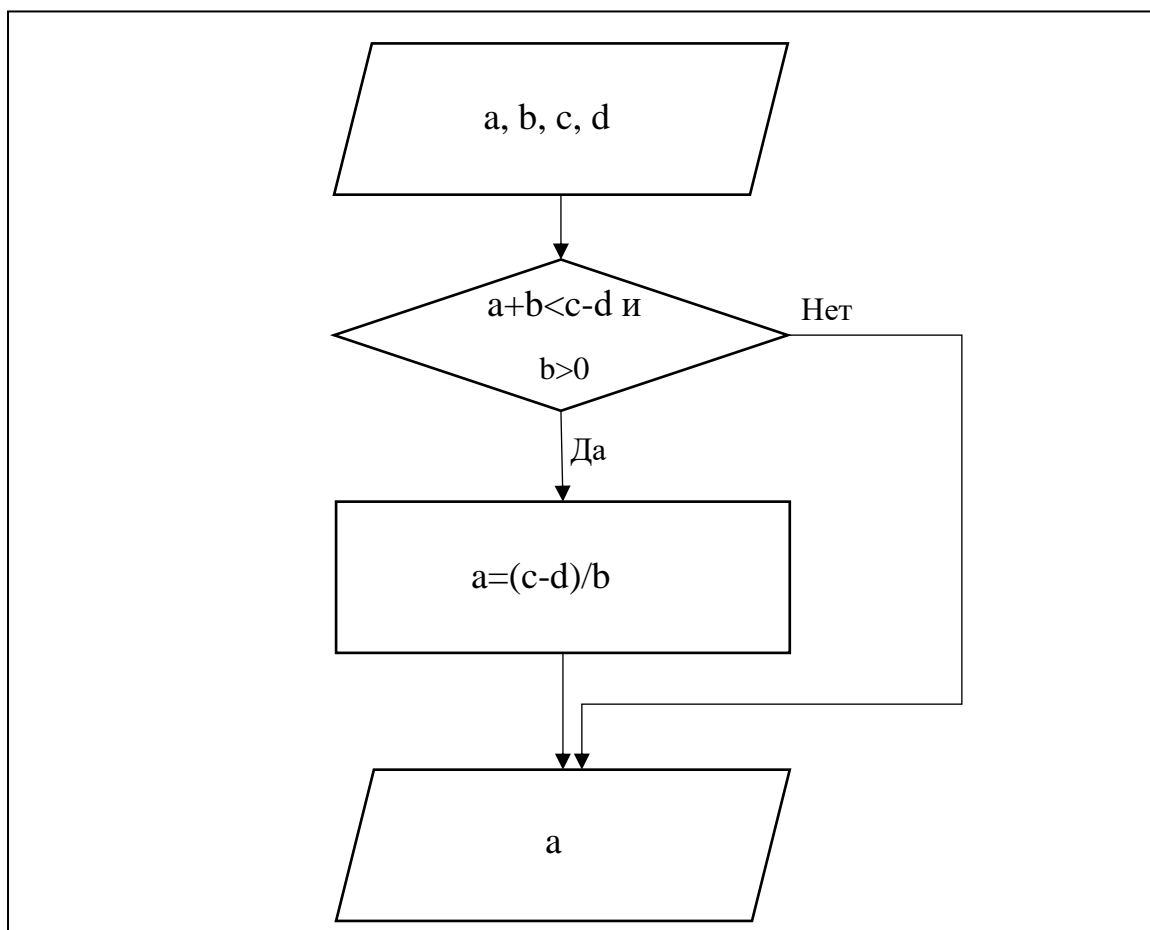 a, b, c, d
a+b<c-d и
b>0
Нет
Да
a=(c-d)/b
a